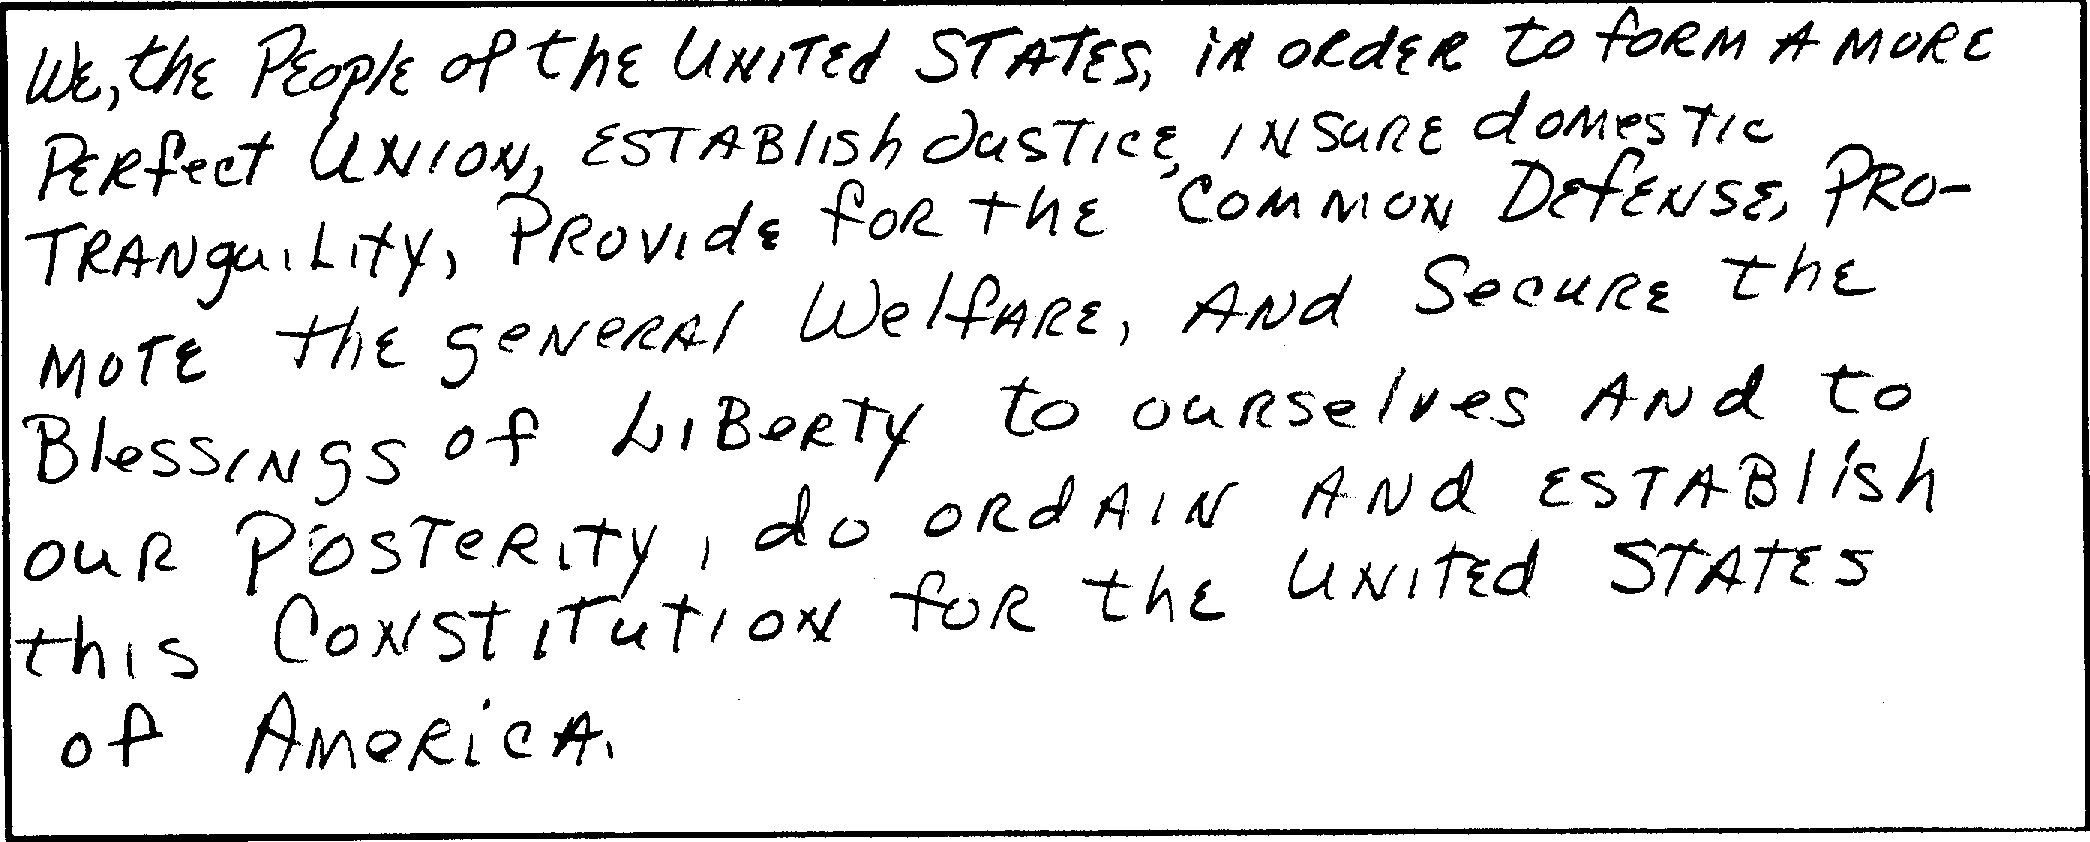 We, the People of the United States, in order to form a more
perfect Union, establish Justice, insure domestic
Tranquility, Provide for the Common Defense, Pro-
mote the general Welfare, and Secure the
Blessings of Liberty to ourselves and to
our Posterity, do ordain and establish
this Constitution for the United States
of America.